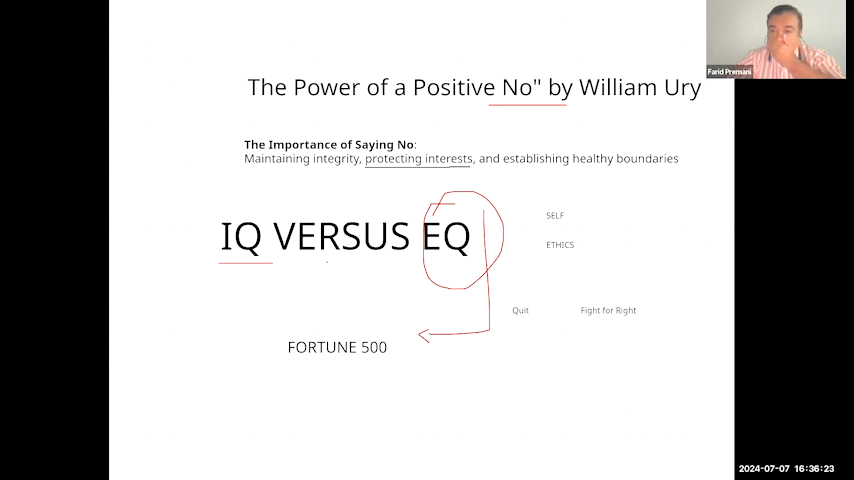 Farid Premani
The Power of a Positive No" by William Ury
The Importance of Saying No:
Maintaining integrity, protecting interests, and establishing healthy boundaries
SELF
IQ VERSUS EQ
ETHICS
Quit
Fight for Right
FORTUNE 500
2024-07-07 16:36:23